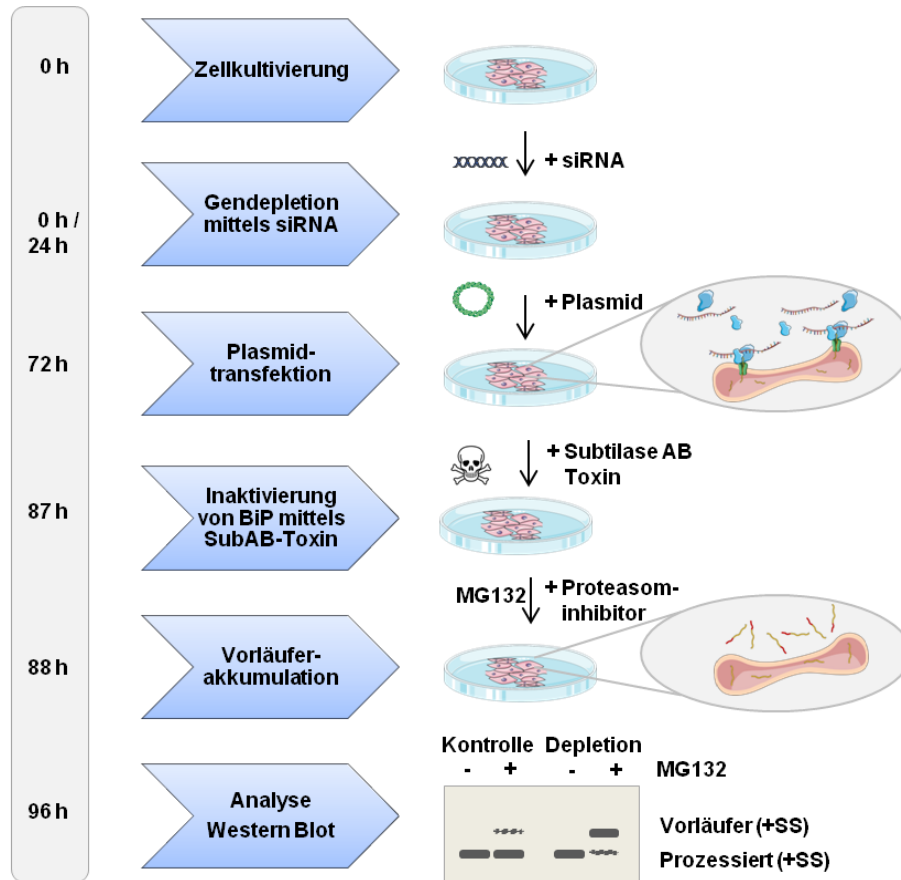 0 h
Zellkultivierung
xxxxxx
+ siRNA
0 h /
24 h
Gendepletion
mittels siRNA
+ Plasmid
72 h
Plasmid-
transfektion
+ Subtilase AB
Toxin
87 h
Inaktivierung
von BiP mittels
SubAB-Toxin
MG132
+ Proteasom-
inhibitor
88 h
Vorläufer-
akkumulation
Kontrolle Depletion
- + - + MG132
96 h
Analyse
Western Blot
Vorläufer (+SS)
Prozessiert (+SS)